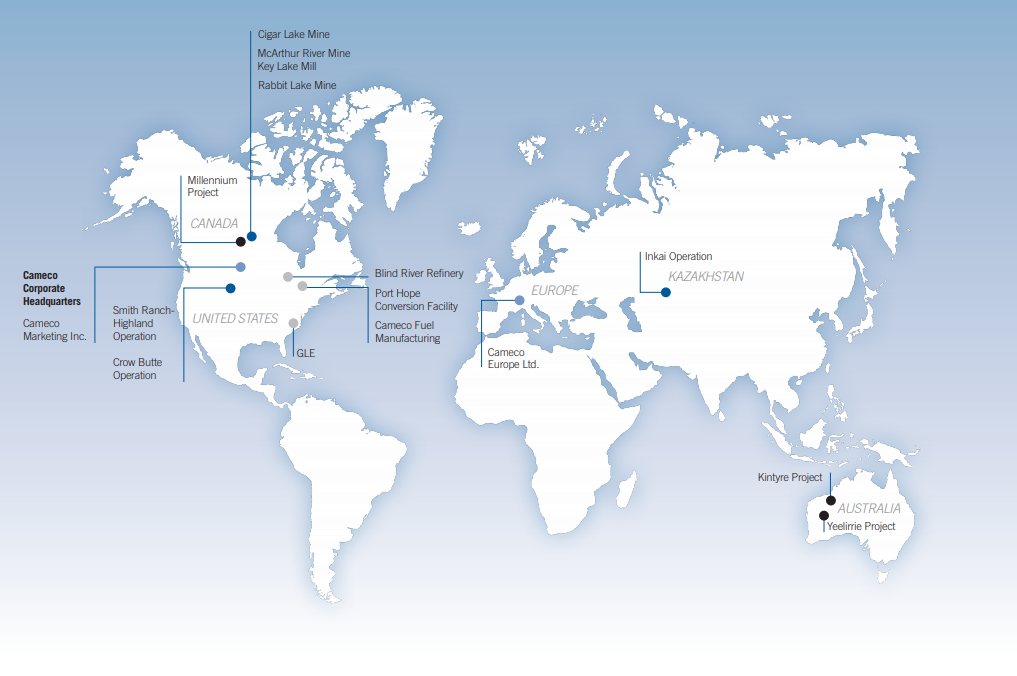 Cigar Lake Mine
McArthur River Mine
Key Lake Mill
Rabbit Lake Mine
Millennium
Project
CANADA
Cameco
Corporate
Headquarters
Cameco
Marketing Inc.
Smith Ranch-
Highland
Operation
Crow Butte
Operation
UNITED STATES
GLE
Blind River Refinery
Port Hope
Conversion Facility
Cameco Fuel
Manufacturing
EUROPE
Cameco
Europe Ltd.
Inkai Operation
KAZAKHSTAN
Kintyre Project
AUSTRALIA
Yeelirrie Project